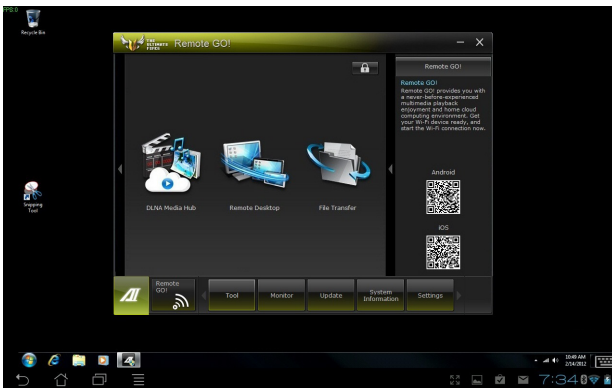 FPS:0
Recycle Bin
THE ULTIMATE FORCE
Remote GO!
Remote GO!
Remote GO!
Remote GO! provides you with
a never-before-experienced
multimedia playback
enjoyment and home cloud
computing environment. Get
your Wi-Fi device ready, and
start the Wi-Fi connection now.
DLNA Media Hub
Remote Desktop
File Transfer
Android
iOS
Snipping
Tool
Remote
GO!
Tool
Monitor
Update
System
Information
Settings
10:49 AM
2/14/2012
7:34